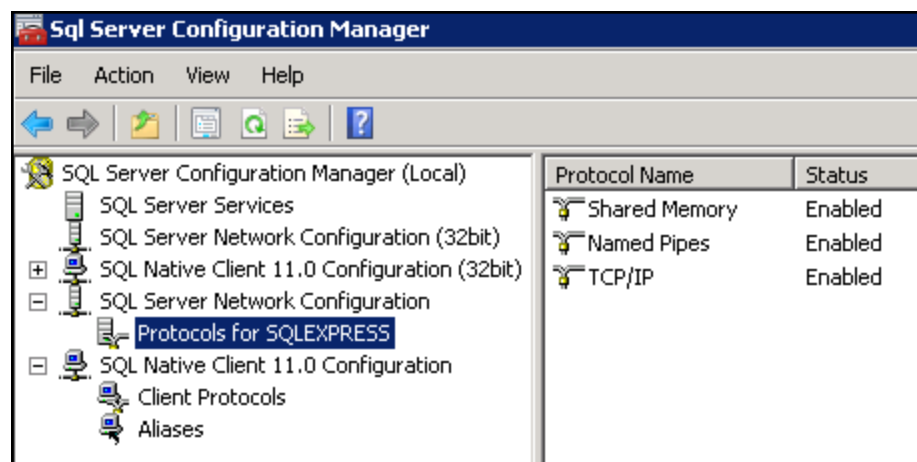 Sql Server Configuration Manager
File Action View Help
SQL Server Configuration Manager (Local)
SQL Server Services
SQL Server Network Configuration (32bit)
SQL Native Client 11.0 Configuration (32bit)
SQL Server Network Configuration
Protocols for SQLEXPRESS
SQL Native Client 11.0 Configuration
Client Protocols
Aliases
Protocol Name Status
Shared Memory Enabled
Named Pipes Enabled
TCP/IP Enabled